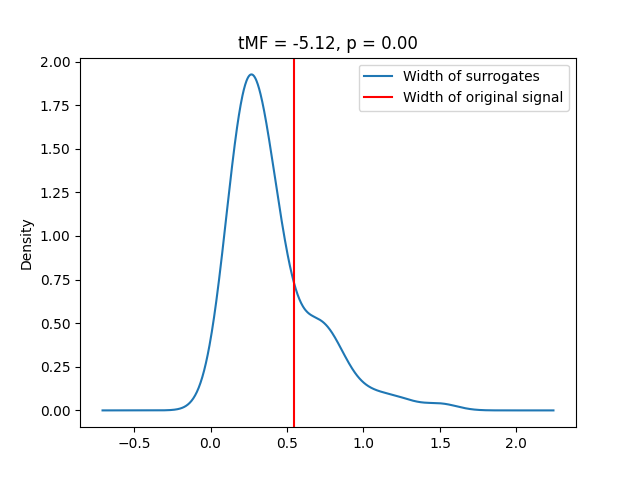 tMF = -5.12, p = 0.00
Width of surrogates
Width of original signal
Density
2.00
1.75
1.50
1.25
1.00
0.75
0.50
0.25
0.00
−0.5 0.0 0.5 1.0 1.5 2.0